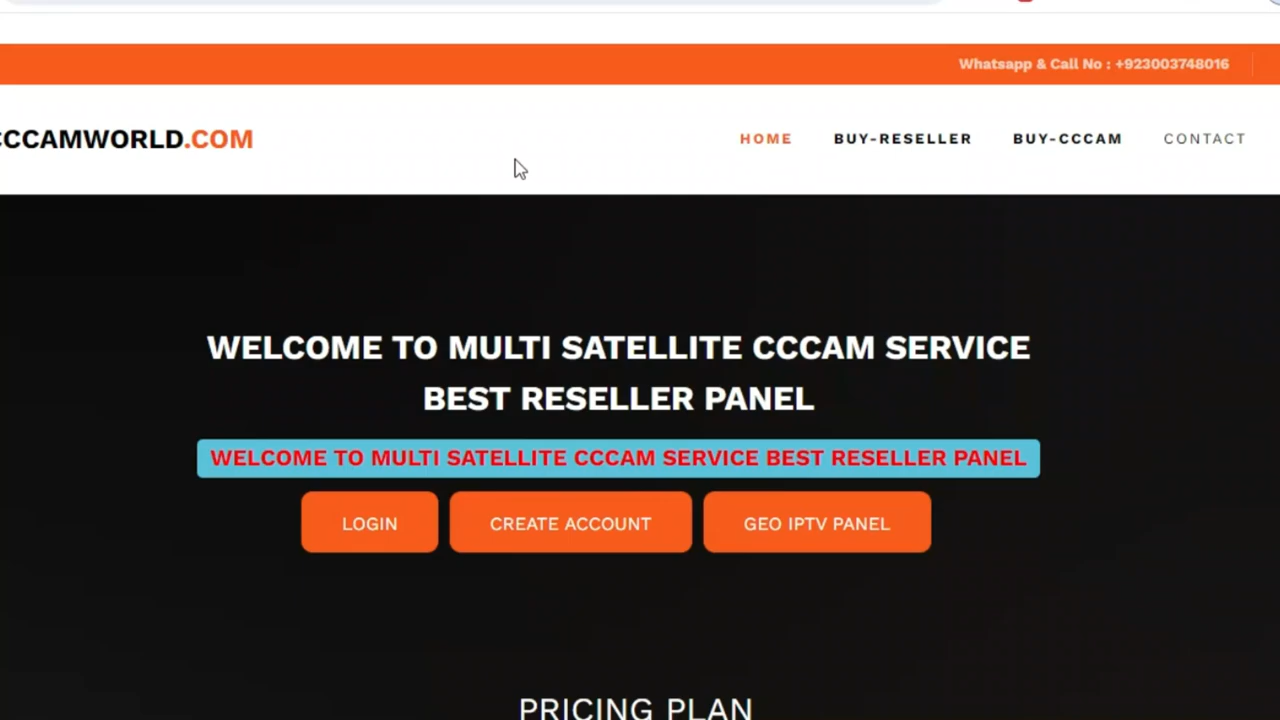 Whatsapp & Call No : +923003748016
CCCAMWORLD.COM
HOME BUY-RESELLER BUY-CCCAM CONTACT
WELCOME TO MULTI SATELLITE CCCAM SERVICE
BEST RESELLER PANEL
WELCOME TO MULTI SATELLITE CCCAM SERVICE BEST RESELLER PANEL
LOGIN CREATE ACCOUNT GEO IPTV PANEL
PRICING PLAN